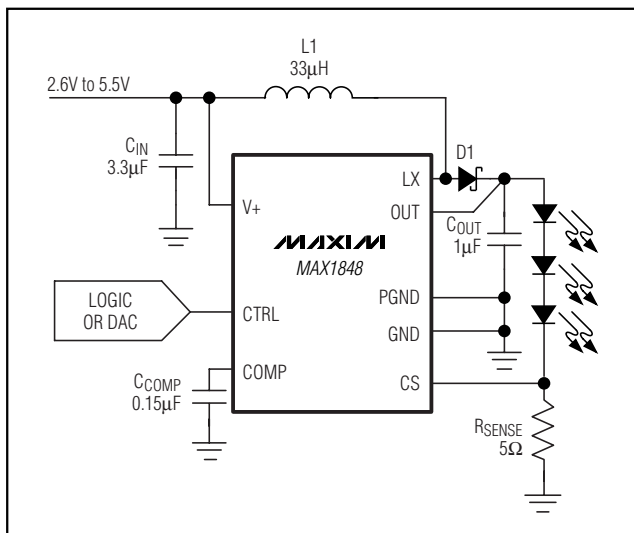 L1
33μH
2.6V to 5.5V
CIN
3.3μF
D1
LX
V+
OUT
MAXIM
MAX1848
COUT
1μF
PGND
LOGIC
OR DAC
CTRL
GND
COMP
CCOMP
0.15μF
CS
RSENSE
5Ω